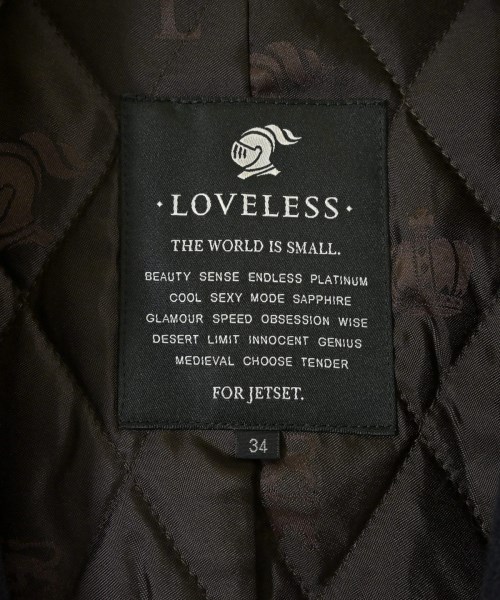 L
· LOVELESS ·
THE WORLD IS SMALL.
BEAUTY SENSE ENDLESS PLATINUM
COOL SEXY MODE SAPPHIRE
GLAMOUR SPEED OBSESSION WISE
DESERT LIMIT INNOCENT GENIUS
MEDIEVAL CHOOSE TENDER
FOR JETSET.
34